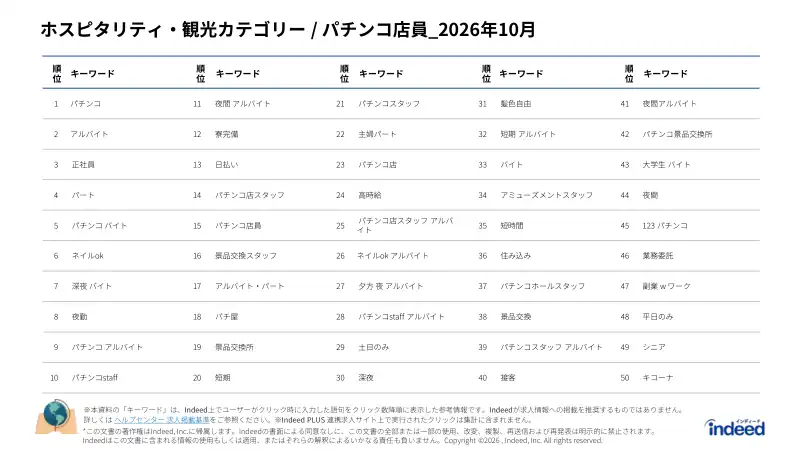 ホスピタリティ・観光カテゴリー / パチンコ店員_2026年10月
順位 キーワード 順位 キーワード 順位 キーワード 順位 キーワード 順位 キーワード
1 パチンコ 11 夜間 アルバイト 21 パチンコスタッフ 31 髪色自由 41 夜間アルバイト
2 アルバイト 12 寮完備 22 主婦パート 32 短期 アルバイト 42 パチンコ景品交換所
3 正社員 13 日払い 23 パチンコ店 33 バイト 43 大学生 バイト
4 パート 14 パチンコ店スタッフ 24 高時給 34 アミューズメントスタッフ 44 夜間
5 パチンコ バイト 15 パチンコ店員 25 パチンコ店スタッフ アルバイト 35 短時間 45 123 パチンコ
6 ネイルok 16 景品交換スタッフ 26 ネイルok アルバイト 36 住み込み 46 業務委託
7 深夜 バイト 17 アルバイト・パート 27 夕方 夜 アルバイト 37 パチンコホールスタッフ 47 副業 wワーク
8 夜勤 18 パチ屋 28 パチンコstaff アルバイト 38 景品交換 48 平日のみ
9 パチンコ アルバイト 19 景品交換所 29 土日のみ 39 パチンコスタッフ アルバイト 49 シニア
10 パチンコstaff 20 短期 30 深夜 40 接客 50 キコーナ
※本資料の「キーワード」は、Indeed上でユーザーがクリック時に入力した語句をクリック数降順に表示した参考情報です。Indeedが求人情報への掲載を推奨するものではありません。
詳しくは ヘルプセンター 求人掲載基準をご参照ください。※Indeed PLUS 連携求人サイト上で実行されたクリックは集計に含まれません。
*この文書の著作権はIndeed, Inc.に帰属します。Indeedの書面による同意なしに、この文書の全部または一部の使用、改変、複製、再送信および再発表は明示的に禁止されます。
Indeedはこの文書に含まれる情報の使用もしくは適用、またはそれらの解釈によるいかなる責任も負いません。Copyright ©2026 , Indeed, Inc. All rights reserved.
インディード
indeed